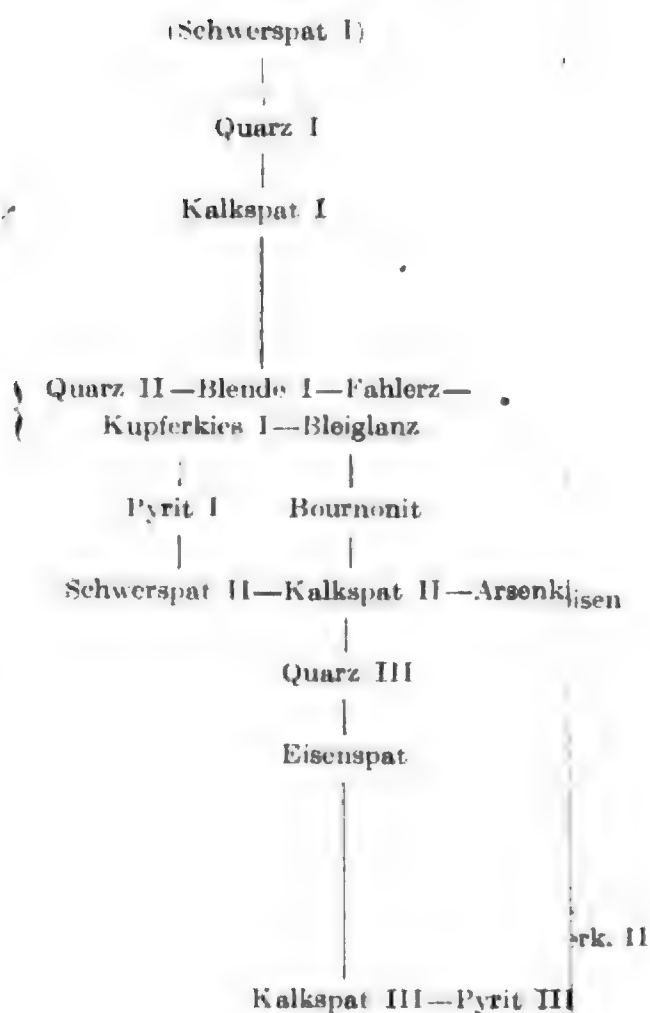 (Schwerspat I)
Quarz I
Kalkspat I
Quarz II—Blende I—Fahlerz—
Kupferkies I—Bleiglanz
Pyrit I Bournonit
Schwerspat II—Kalkspat II—
Quarz III
Eisenspat
Kalkspat III—Pyrit III